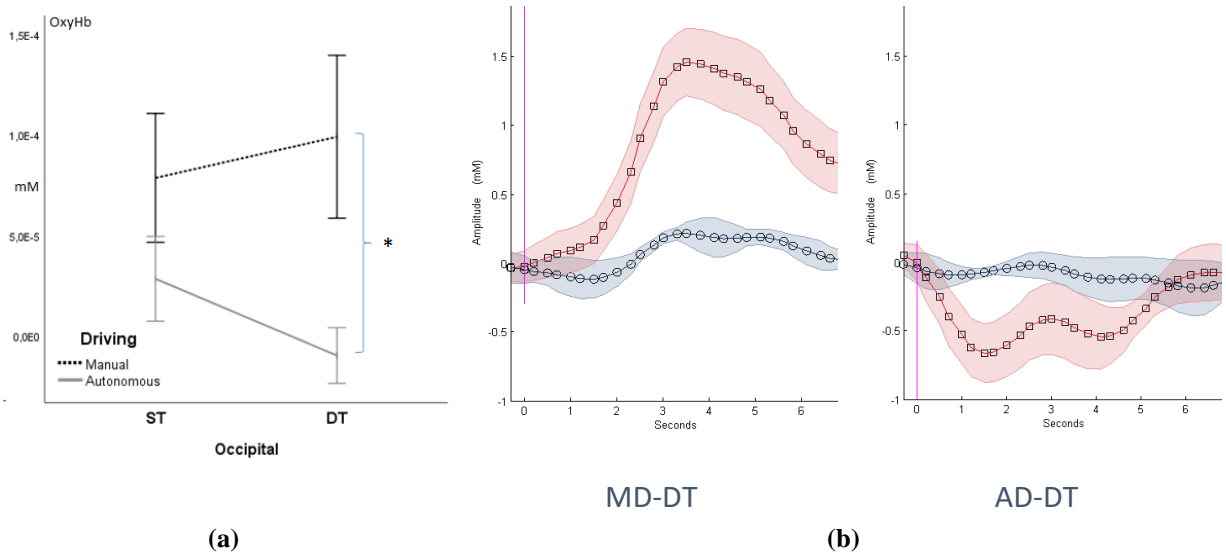 OxyHb
1,5E-4
1,0E-4
mM
5,0E-5
0,0E0
*
Driving
Manual
Autonomous
-
ST DT
Occipital
1.5
1
0.5
0
-0.5
-1
Amplitude (mM)
0 1 2 3 4 5 6
Seconds
MD-DT
1.5
1
0.5
0
-0.5
-1
Amplitude (mM)
0 1 2 3 4 5 6
Seconds
AD-DT
(a) (b)